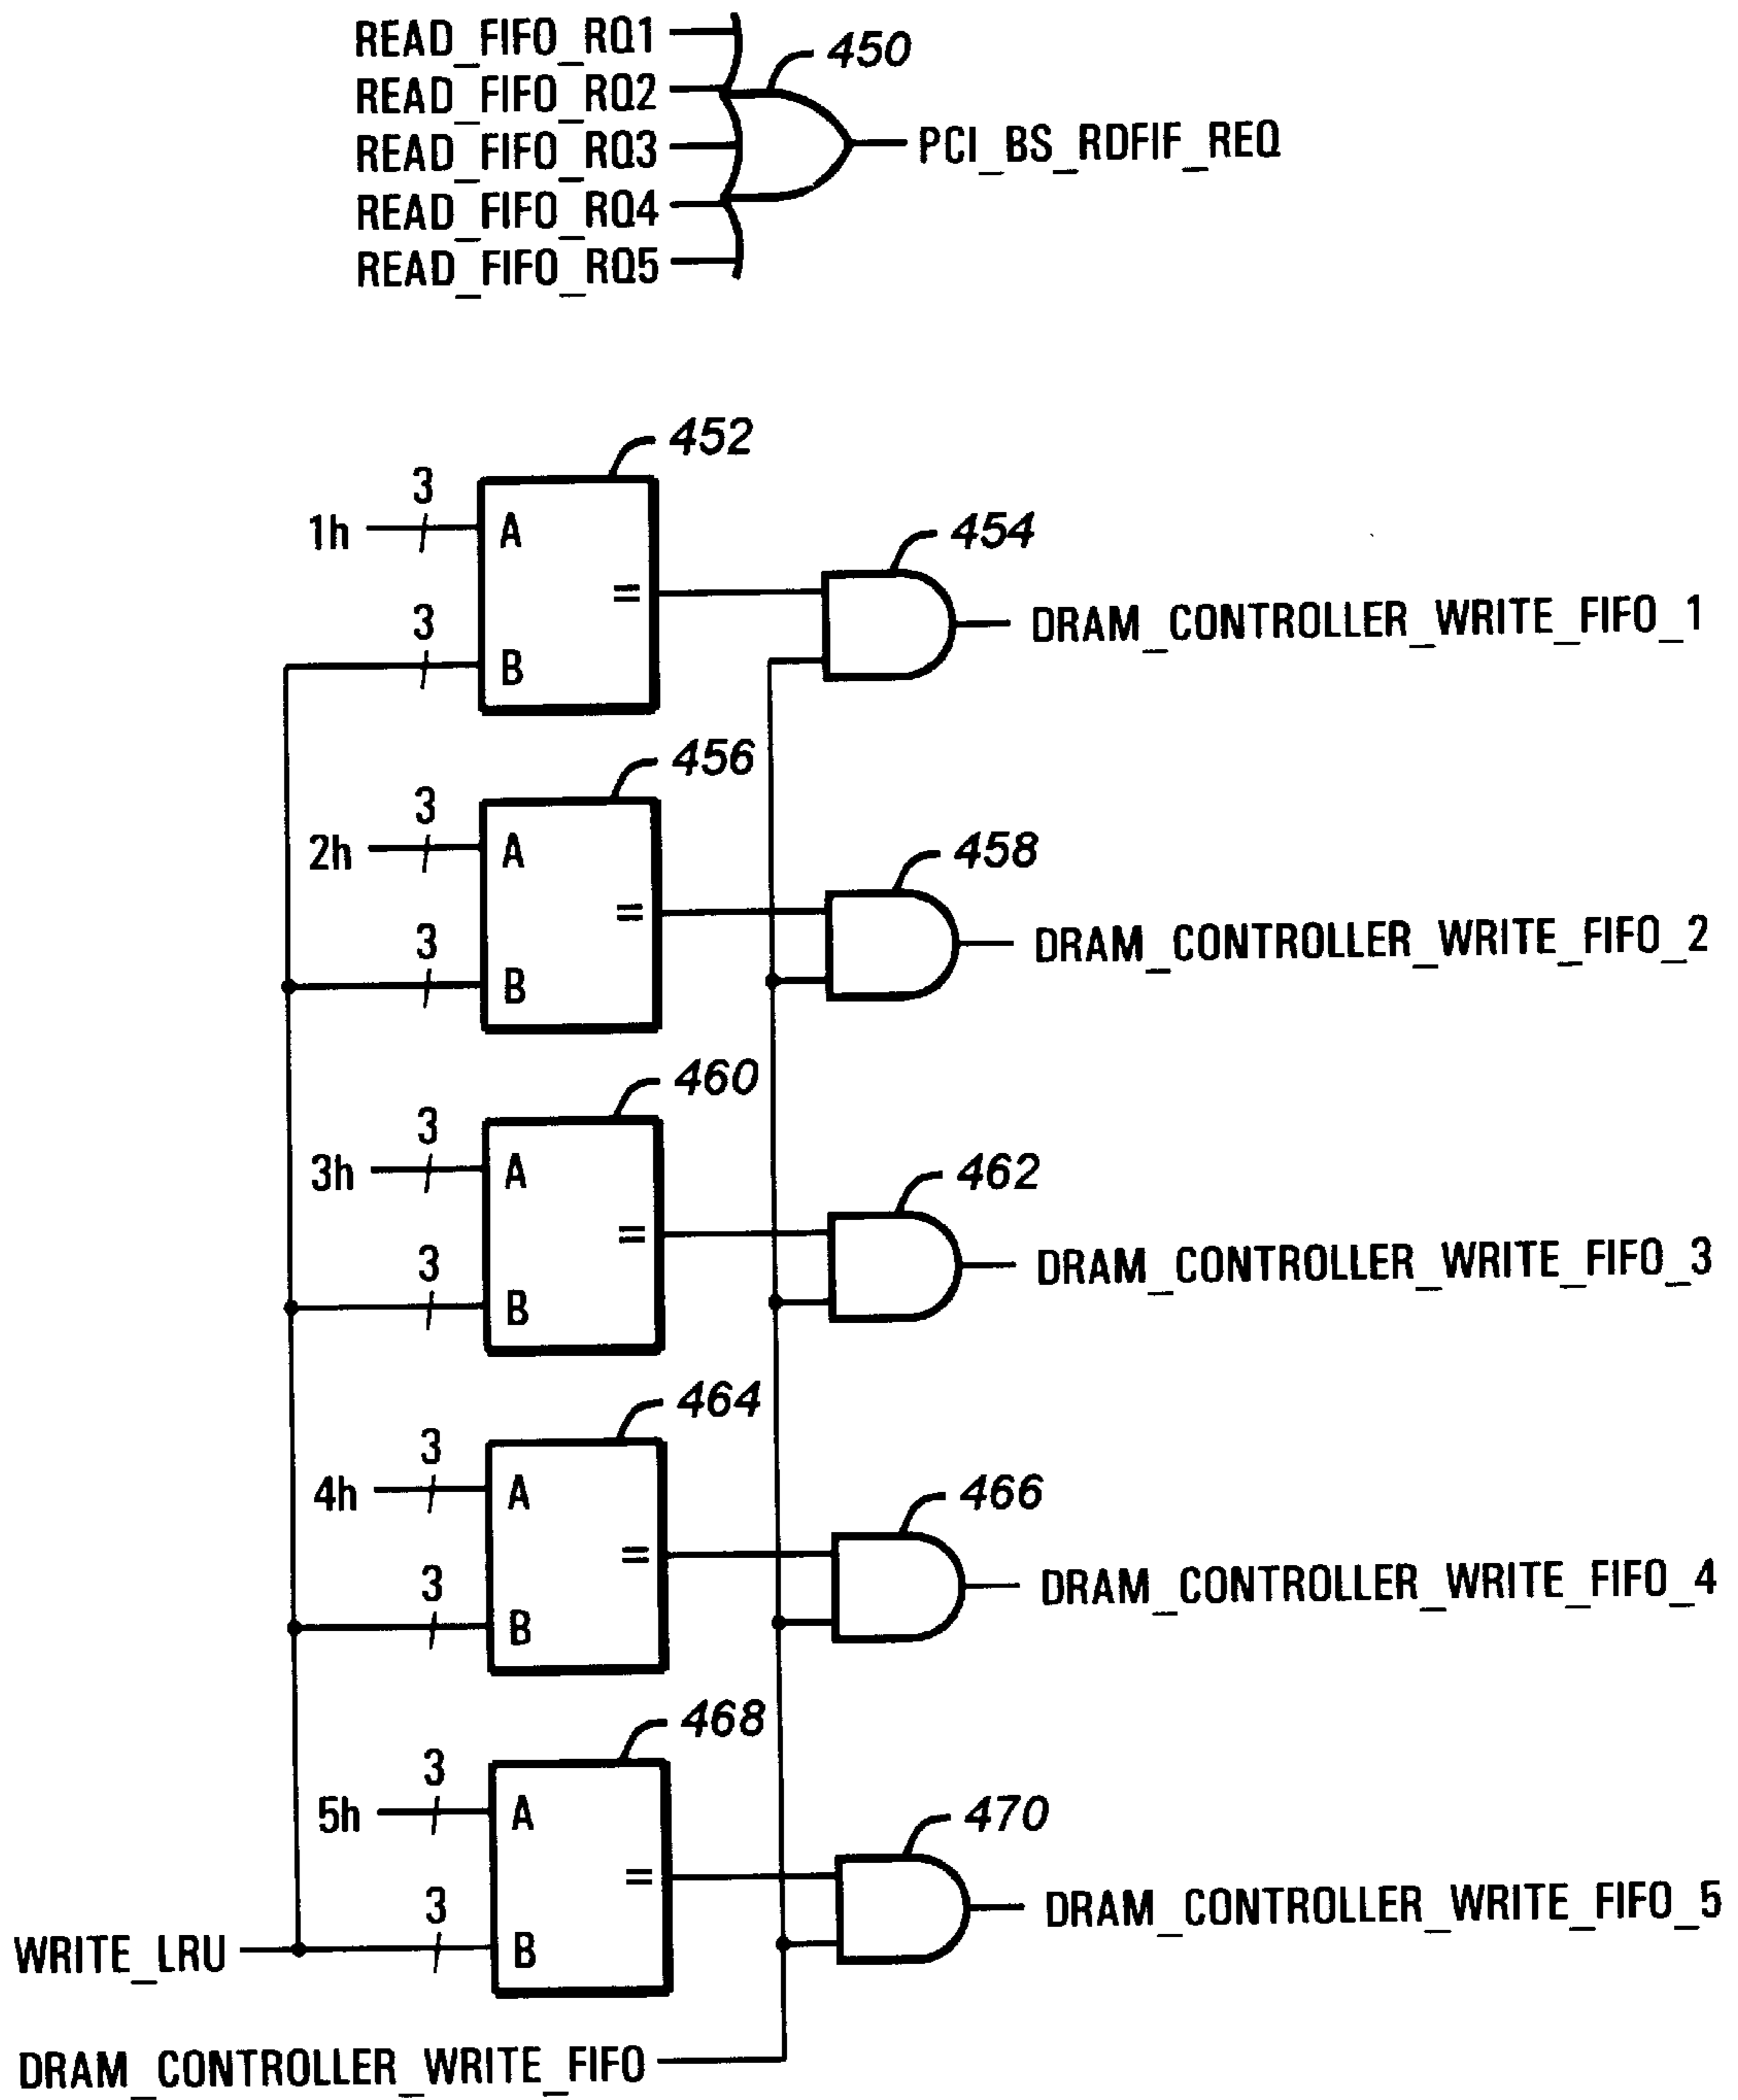 READ_FIFO_RQ1
450
READ_FIFO_RQ2
READ_FIFO_RQ3
PCI_BS_RDFIF_REQ
READ_FIFO_RQ4
READ_FIFO_RQ5
452
3
1h
A
454
=
DRAM_CONTROLLER_WRITE_FIFO_1
3
B
456
3
2h
A
458
=
DRAM_CONTROLLER_WRITE_FIFO_2
3
B
460
3
3h
A
462
=
DRAM_CONTROLLER_WRITE_FIFO_3
3
B
464
3
4h
A
466
=
DRAM_CONTROLLER_WRITE_FIFO_4
3
B
468
3
5h
A
470
=
DRAM_CONTROLLER_WRITE_FIFO_5
3
WRITE_LRU
B
DRAM_CONTROLLER_WRITE_FIFO